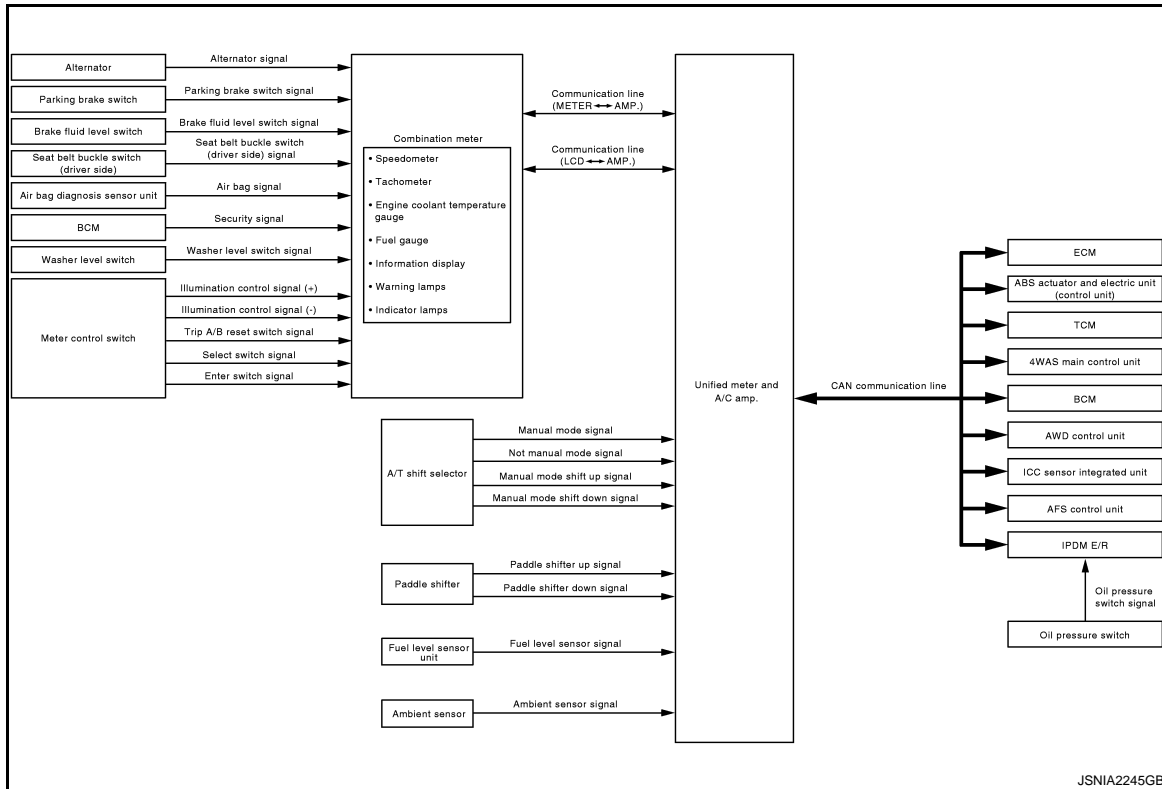 Alternator
Alternator signal
Parking brake switch
Parking brake switch signal
Brake fluid level switch
Brake fluid level switch signal
Seat belt buckle switch
(driver side)
Seat belt buckle switch
(driver side) signal
Air bag diagnosis sensor unit
Air bag signal
BCM
Security signal
Washer level switch
Washer level switch signal
Meter control switch
Illumination control signal (+)
Illumination control signal (-)
Trip A/B reset switch signal
Select switch signal
Enter switch signal
Combination meter
• Speedometer
• Tachometer
• Engine coolant temperature
gauge
• Fuel gauge
• Information display
• Warning lamps
• Indicator lamps
Communication line
(METER ↔ AMP.)
Communication line
(LCD ↔ AMP.)
A/T shift selector
Manual mode signal
Not manual mode signal
Manual mode shift up signal
Manual mode shift down signal
Paddle shifter
Paddle shifter up signal
Paddle shifter down signal
Fuel level sensor
unit
Fuel level sensor signal
Ambient sensor
Ambient sensor signal
Unified meter and
A/C amp.
CAN communication line
ECM
ABS actuator and electric unit
(control unit)
TCM
4WAS main control unit
BCM
AWD control unit
ICC sensor integrated unit
AFS control unit
IPDM E/R
Oil pressure
switch signal
Oil pressure switch
JSNIA2245GB